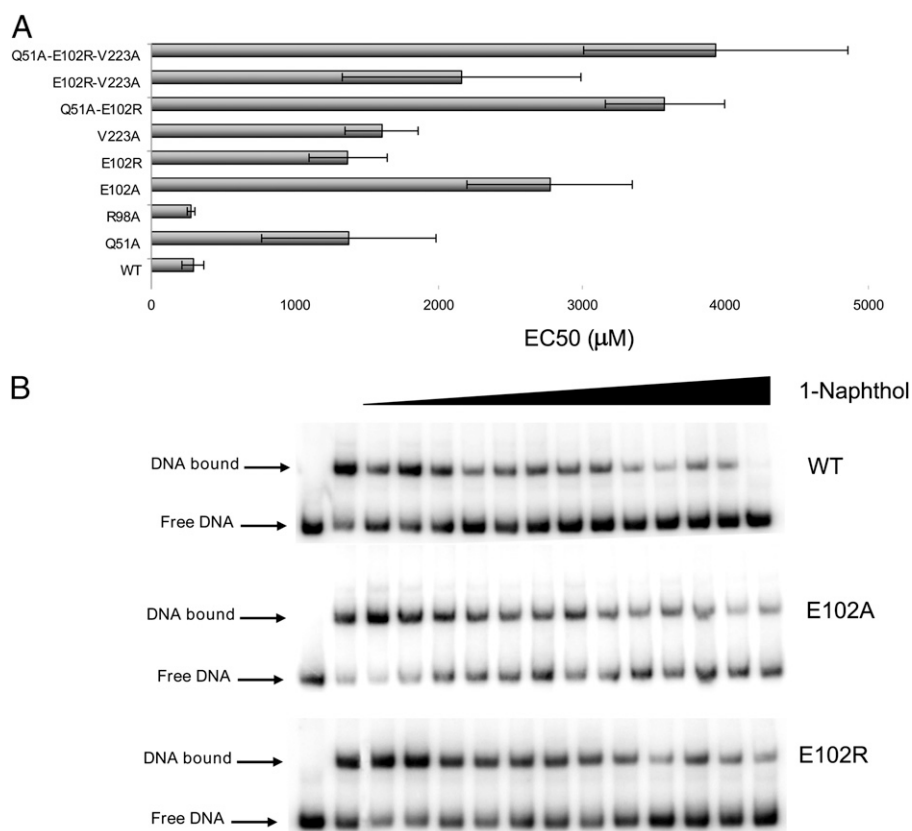 A
Q51A-E102R-V223A
E102R-V223A
Q51A-E102R
V223A
E102R
E102A
R98A
Q51A
WT
0 1000 2000 3000 4000 5000
EC50 (μM)
B
1-Naphthol
DNA bound
WT
Free DNA
DNA bound
E102A
Free DNA
DNA bound
E102R
Free DNA